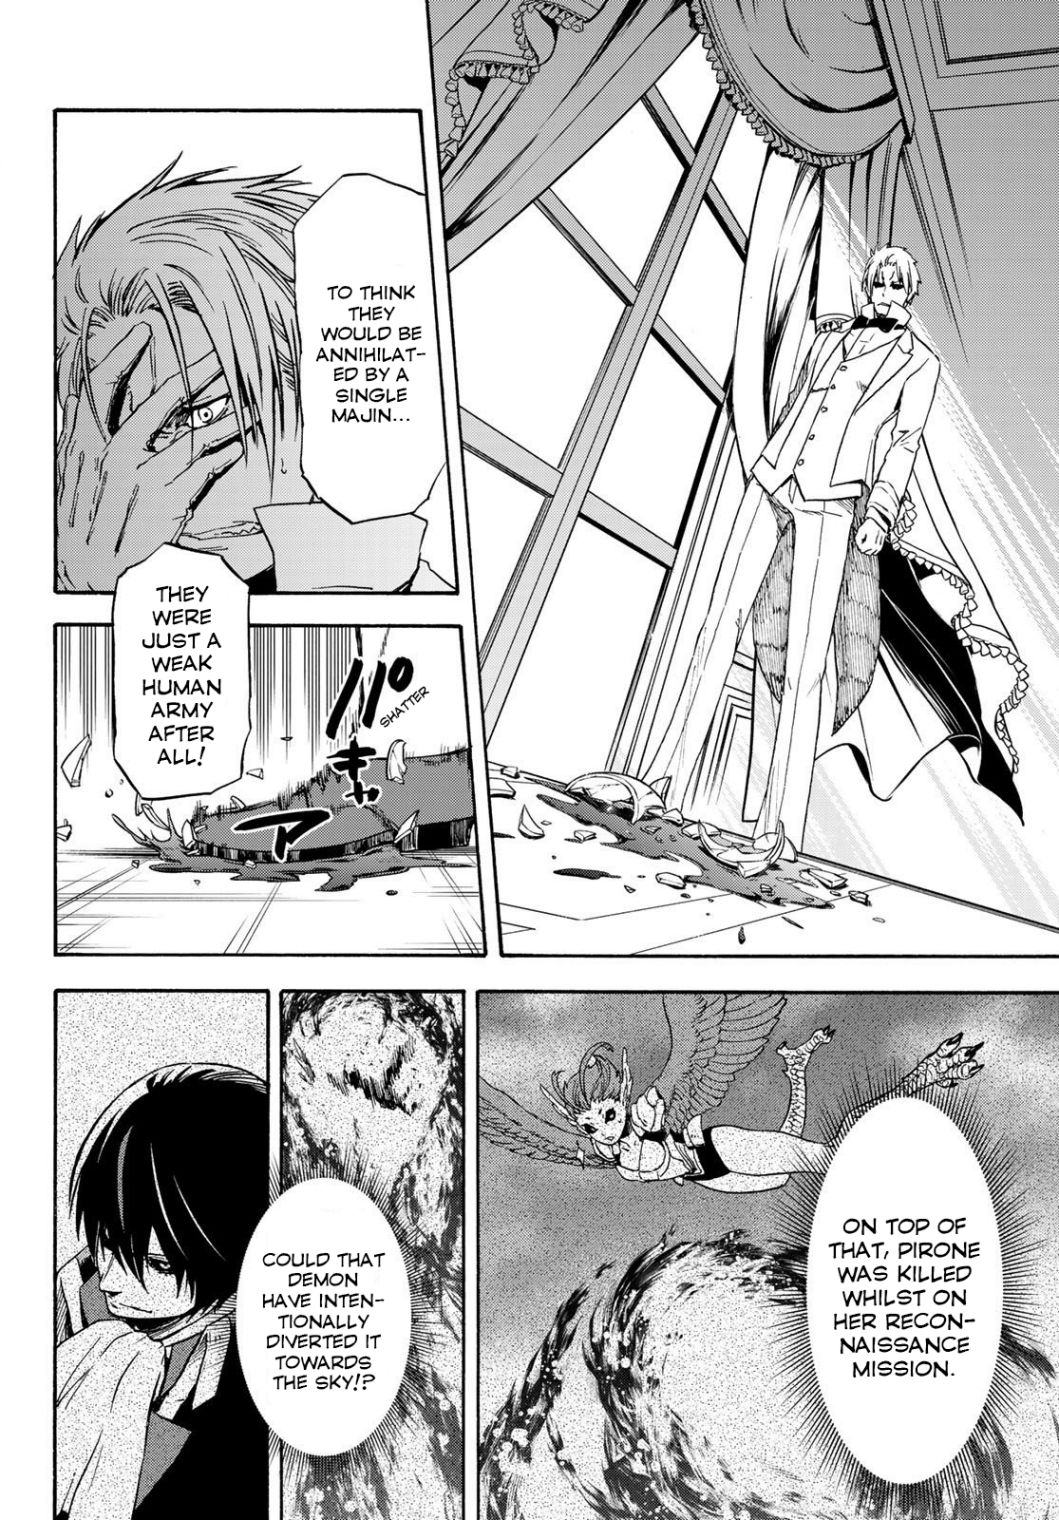 TO THINK
THEY
WOULD BE
ANNIHILAT-
ED BY A
SINGLE
MAJIN...
THEY
WERE
JUST A
WEAK
HUMAN
ARMY
AFTER
ALL!
パキャア
SHATTER
ON TOP OF
THAT, PIRONE
WAS KILLED
WHILST ON
HER RECON-
NAISSANCE
MISSION.
COULD THAT
DEMON
HAVE INTEN-
TIONALLY
DIVERTED IT
TOWARDS
THE SKY!?